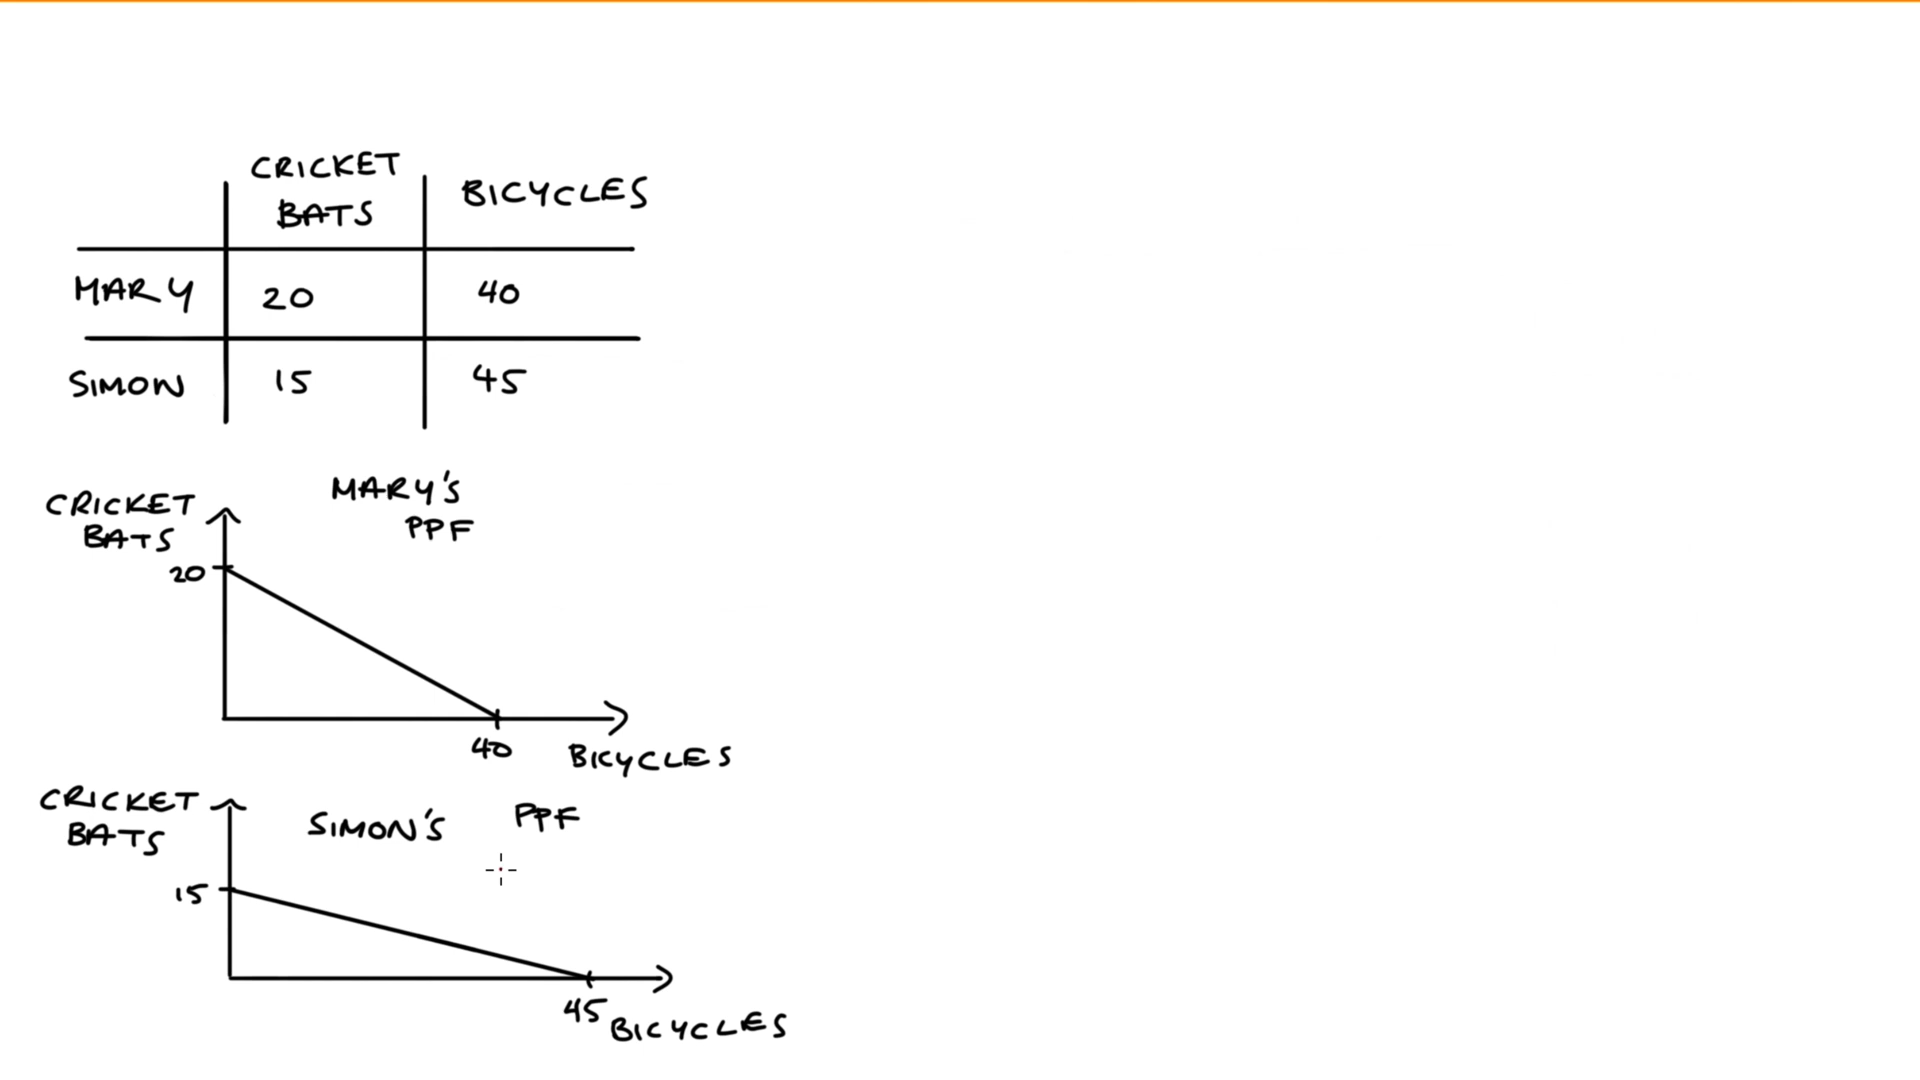 CRICKET
BATS
BICYCLES
MARY
20
40
SIMON
15
45
MARY'S
PPF
CRICKET
BATS
20
40
BICYCLES
CRICKET
BATS
SIMON'S PPF
15
45
BICYCLES